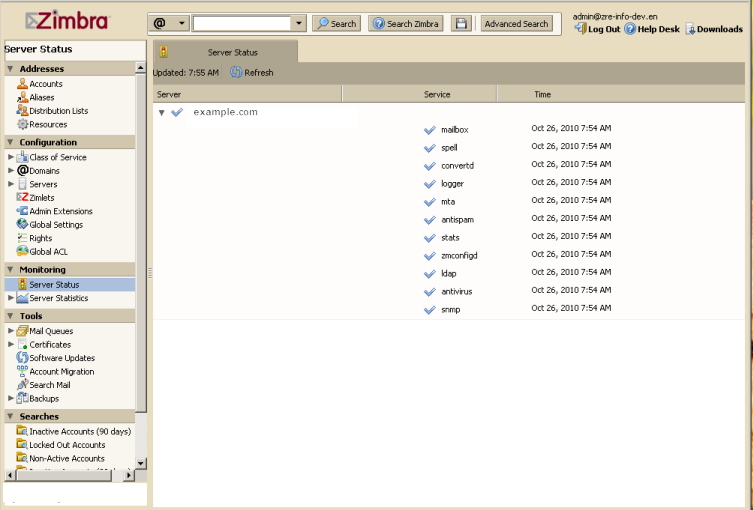 Zimbra
@ Search Search Zimbra Advanced Search
admin@zre-info-dev.en
Log Out Help Desk Downloads
Server Status
Addresses
Accounts
Aliases
Distribution Lists
Resources
Configuration
Class of Service
@Domains
Servers
Zimlets
Admin Extensions
Global Settings
Rights
Global ACL
Monitoring
Server Status
Server Statistics
Tools
Mail Queues
Certificates
Software Updates
Account Migration
Search Mail
Backups
Searches
Inactive Accounts (90 days)
Locked Out Accounts
Non-Active Accounts
Server Status
Updated: 7:55 AM Refresh
Server Service Time
example.com
mailbox Oct 26, 2010 7:54 AM
spell Oct 26, 2010 7:54 AM
convertd Oct 26, 2010 7:54 AM
logger Oct 26, 2010 7:54 AM
mta Oct 26, 2010 7:54 AM
antispam Oct 26, 2010 7:54 AM
stats Oct 26, 2010 7:54 AM
zmconfigd Oct 26, 2010 7:54 AM
ldap Oct 26, 2010 7:54 AM
antivirus Oct 26, 2010 7:54 AM
snmp Oct 26, 2010 7:54 AM